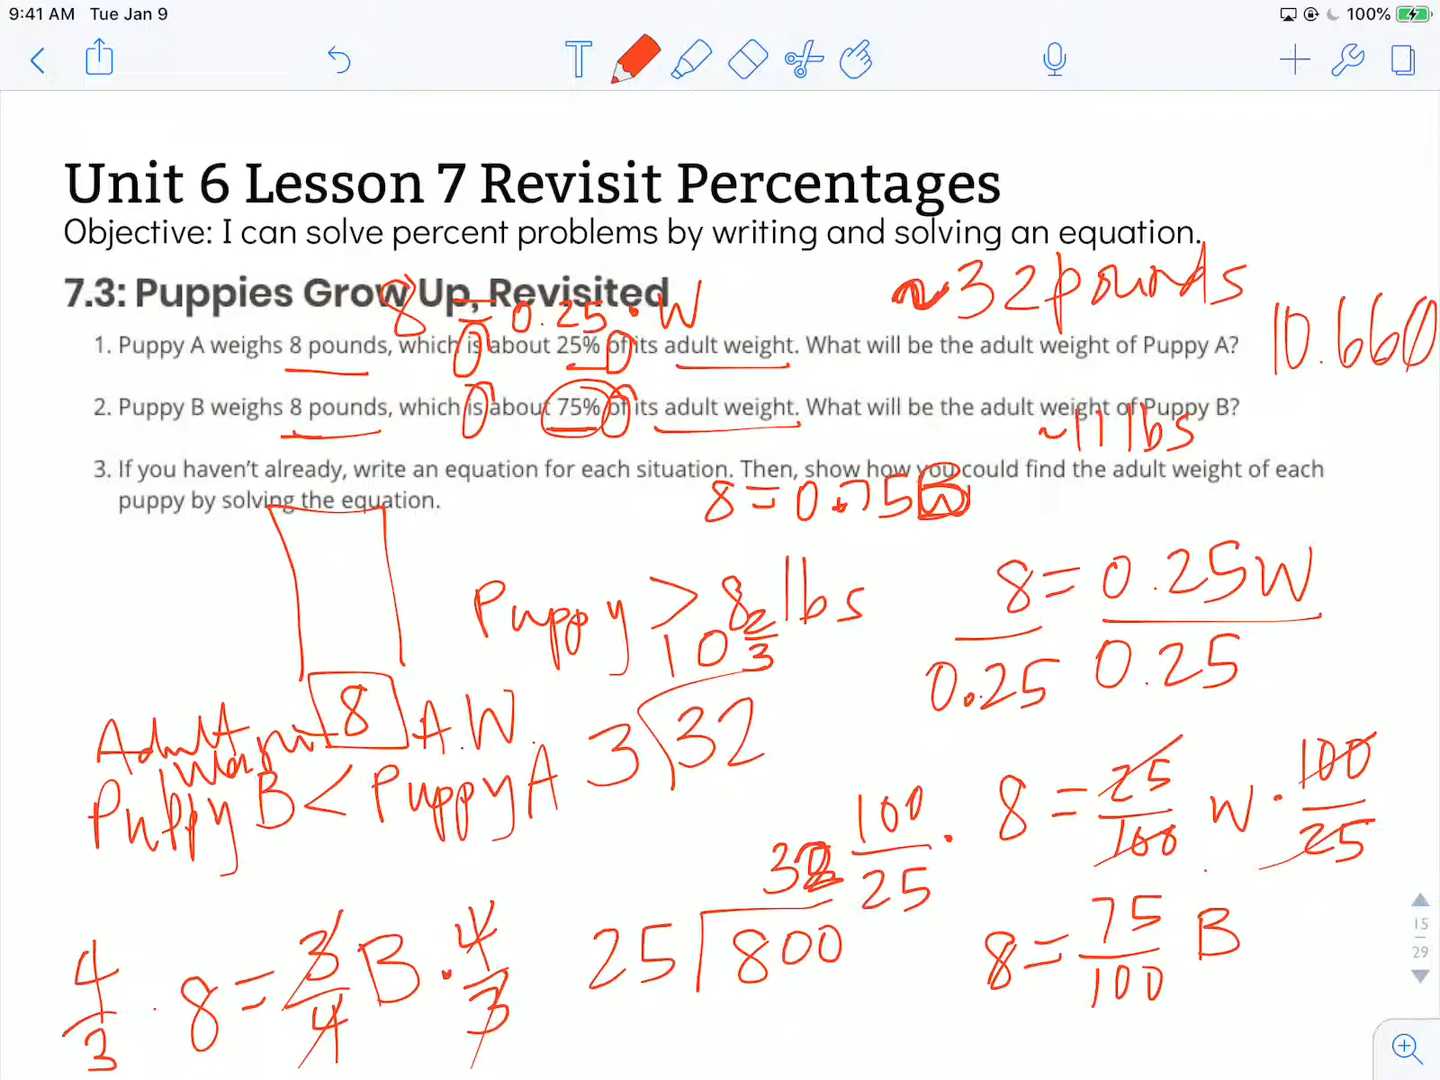 9:41 AM Tue Jan 9
100%
Unit 6 Lesson 7 Revisit Percentages
Objective: I can solve percent problems by writing and solving an equation.
7.3: Puppies Grow Up, Revisited
~32 pounds
8 = 0.25 · W
1. Puppy A weighs 8 pounds, which is about 25% of its adult weight. What will be the adult weight of Puppy A?
10.660
2. Puppy B weighs 8 pounds, which is about 75% of its adult weight. What will be the adult weight of Puppy B?
~11 lbs
3. If you haven't already, write an equation for each situation. Then, show how you could find the adult weight of each
puppy by solving the equation.
8 = 0.75
8 = 0.25W
0.25 0.25
Puppy > 8 lbs
10 2/3
3 32
8
Adult
A.W.
Puppy B < Puppy A
8 = 25/100 W · 100/25
100/25 ·
32
25 800
8 = 75/100 B
4/3 · 8 = 3/4 B · 4/3
15
29